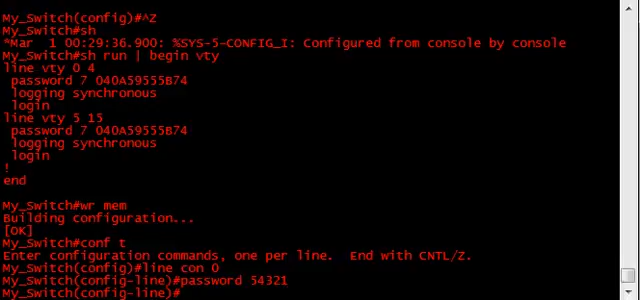 My_Switch(config)#^Z
My_Switch#sh
*Mar  1 00:29:36.900: %SYS-5-CONFIG_I: Configured from console by console
My_Switch#sh run | begin vty
line vty 0 4
 password 7 040A59555B74
 logging synchronous
 login
line vty 5 15
 password 7 040A59555B74
 logging synchronous
 login
!
end
My_Switch#wr mem
Building configuration...
[OK]
My_Switch#conf t
Enter configuration commands, one per line.  End with CNTL/Z.
My_Switch(config)#line con 0
My_Switch(config-line)#password 54321
My_Switch(config-line)#